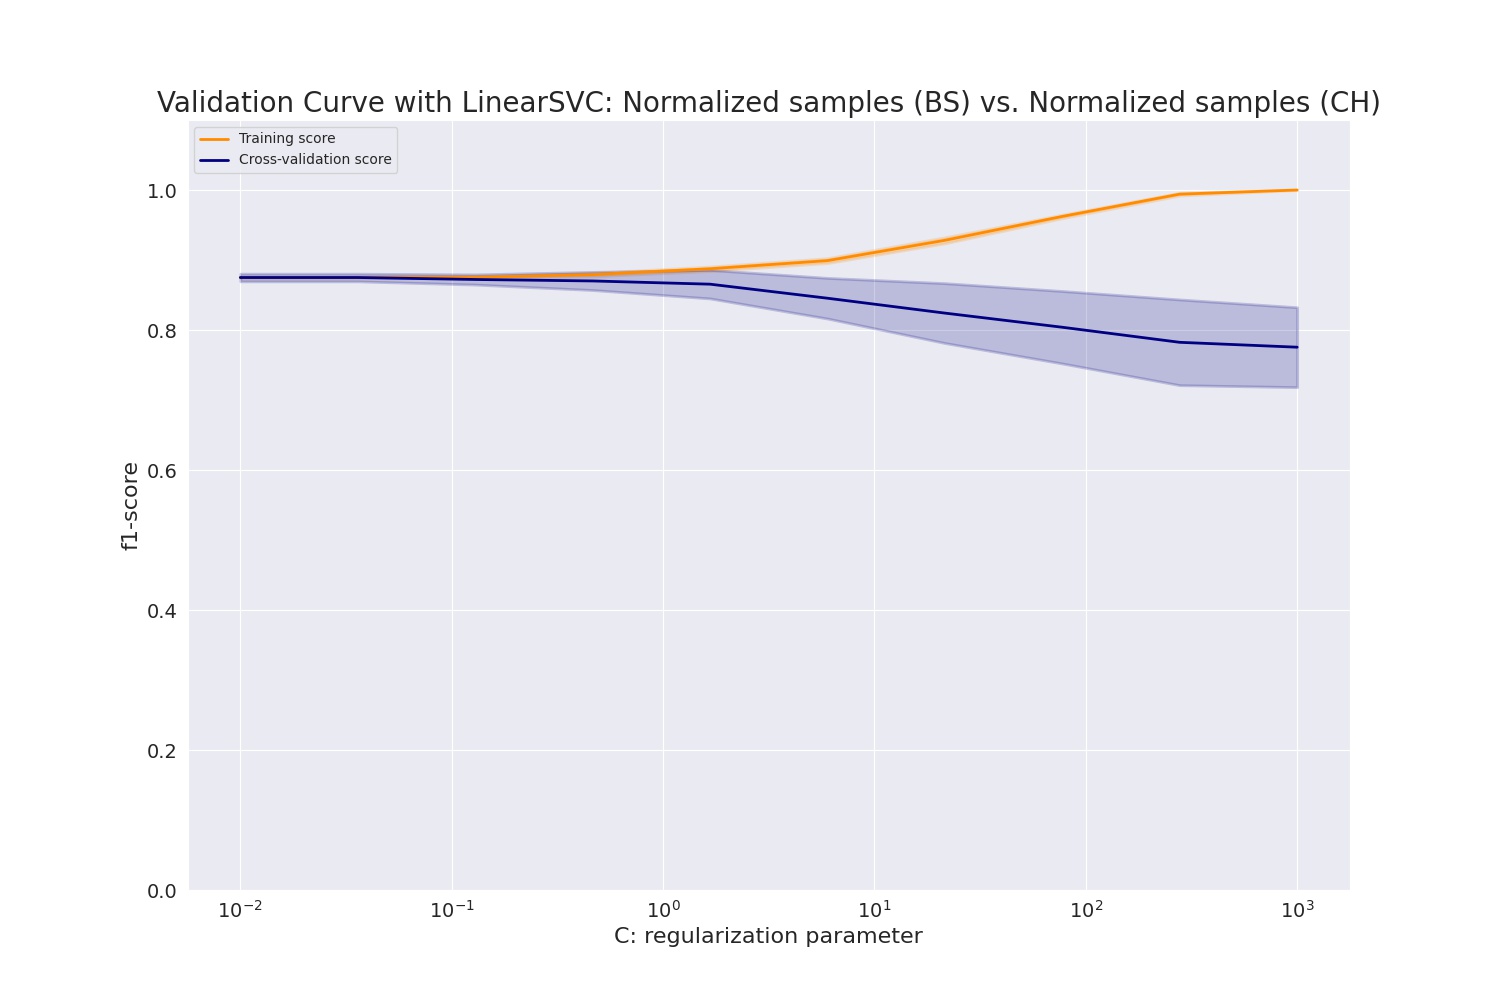 Validation Curve with LinearSVC: Normalized samples (BS) vs. Normalized samples (CH)
Training score
Cross-validation score
1.0
0.8
0.6
0.4
0.2
0.0
f1-score
10⁻² 10⁻¹ 10⁰ 10¹ 10² 10³
C: regularization parameter